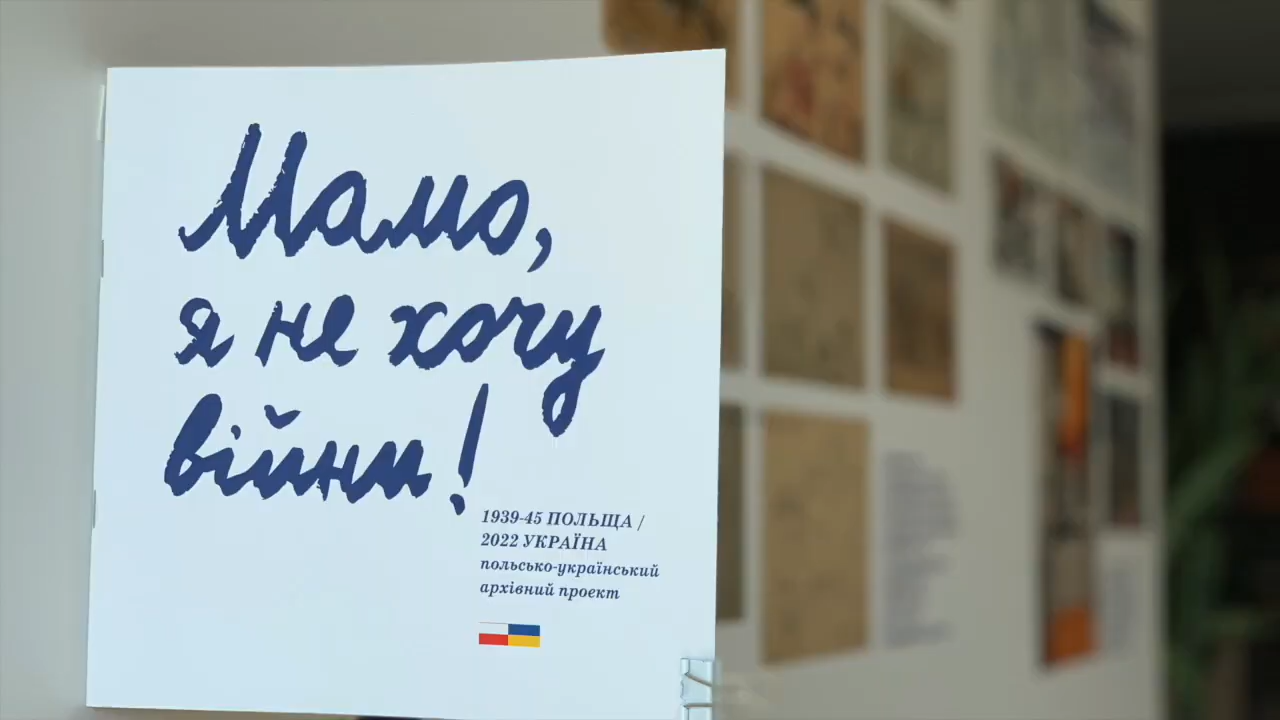 Мамо,
я не хочу
війни!
1939-45 ПОЛЬЩА /
2022 УКРАЇНА
польсько-український
архівний проект